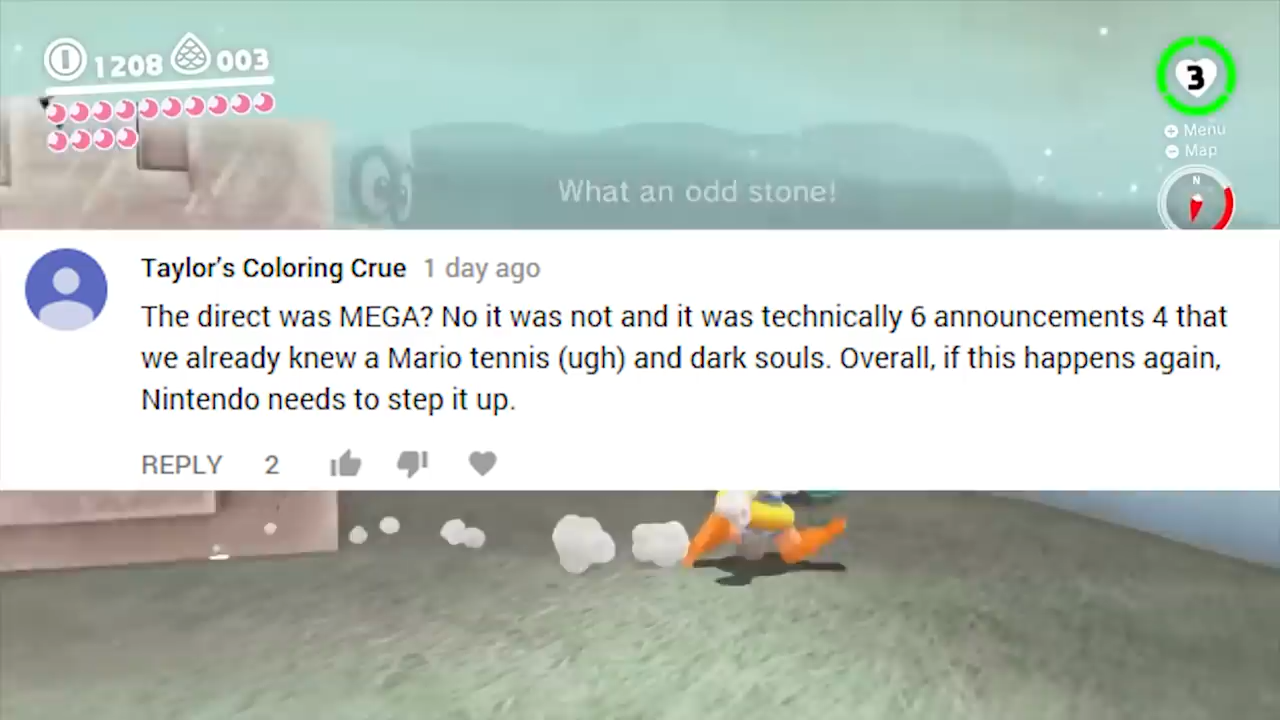 1208 003
3
Menu
Map
N
What an odd stone!
Taylor's Coloring Crue 1 day ago
The direct was MEGA? No it was not and it was technically 6 announcements 4 that
we already knew a Mario tennis (ugh) and dark souls. Overall, if this happens again,
Nintendo needs to step it up.
REPLY 2